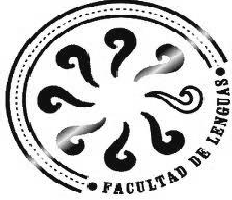 • FACULTAD DE LENGUAS •